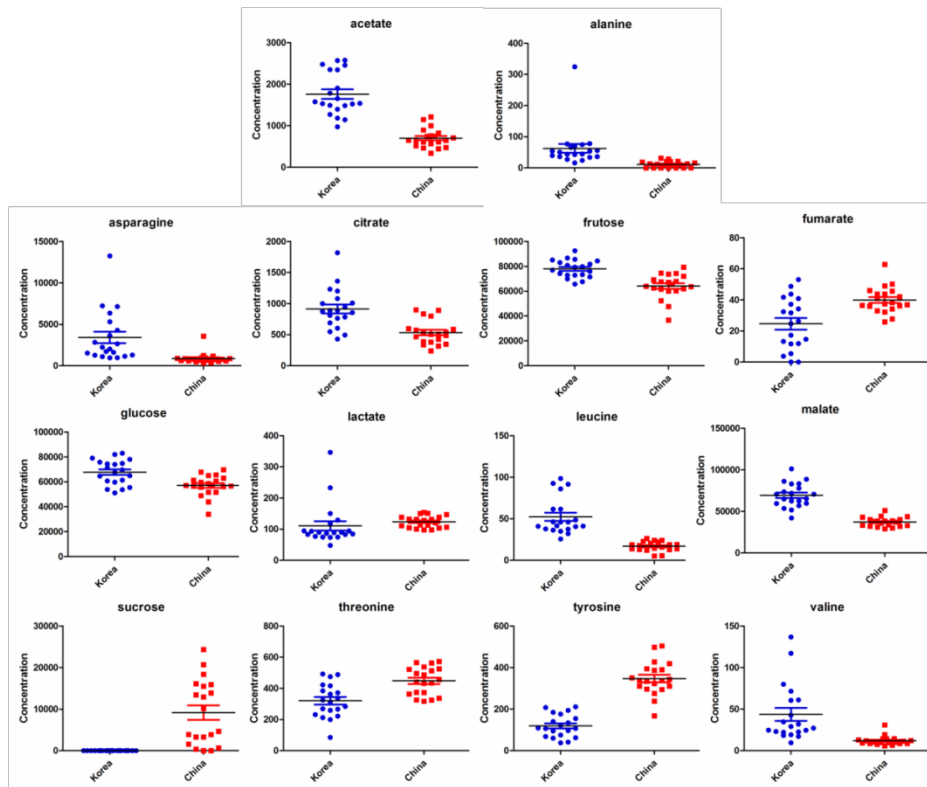 acetate
alanine
3000
2000
1000
0
Concentration
Korea
China
400
300
200
100
0
Concentration
Korea
China
asparagine
citrate
frutose
fumarate
15000
10000
5000
0
Concentration
Korea
China
2000
1500
1000
500
0
Concentration
Korea
China
100000
80000
60000
40000
20000
0
Concentration
Korea
China
80
60
40
20
0
Concentration
Korea
China
glucose
lactate
leucine
malate
100000
80000
60000
40000
20000
0
Concentration
Korea
China
400
300
200
100
0
Concentration
Korea
China
150
100
50
0
Concentration
Korea
China
150000
100000
50000
0
Concentration
Korea
China
sucrose
threonine
tyrosine
valine
30000
20000
10000
0
Concentration
Korea
China
800
600
400
200
0
Concentration
Korea
China
600
400
200
0
Concentration
Korea
China
150
100
50
0
Concentration
Korea
China